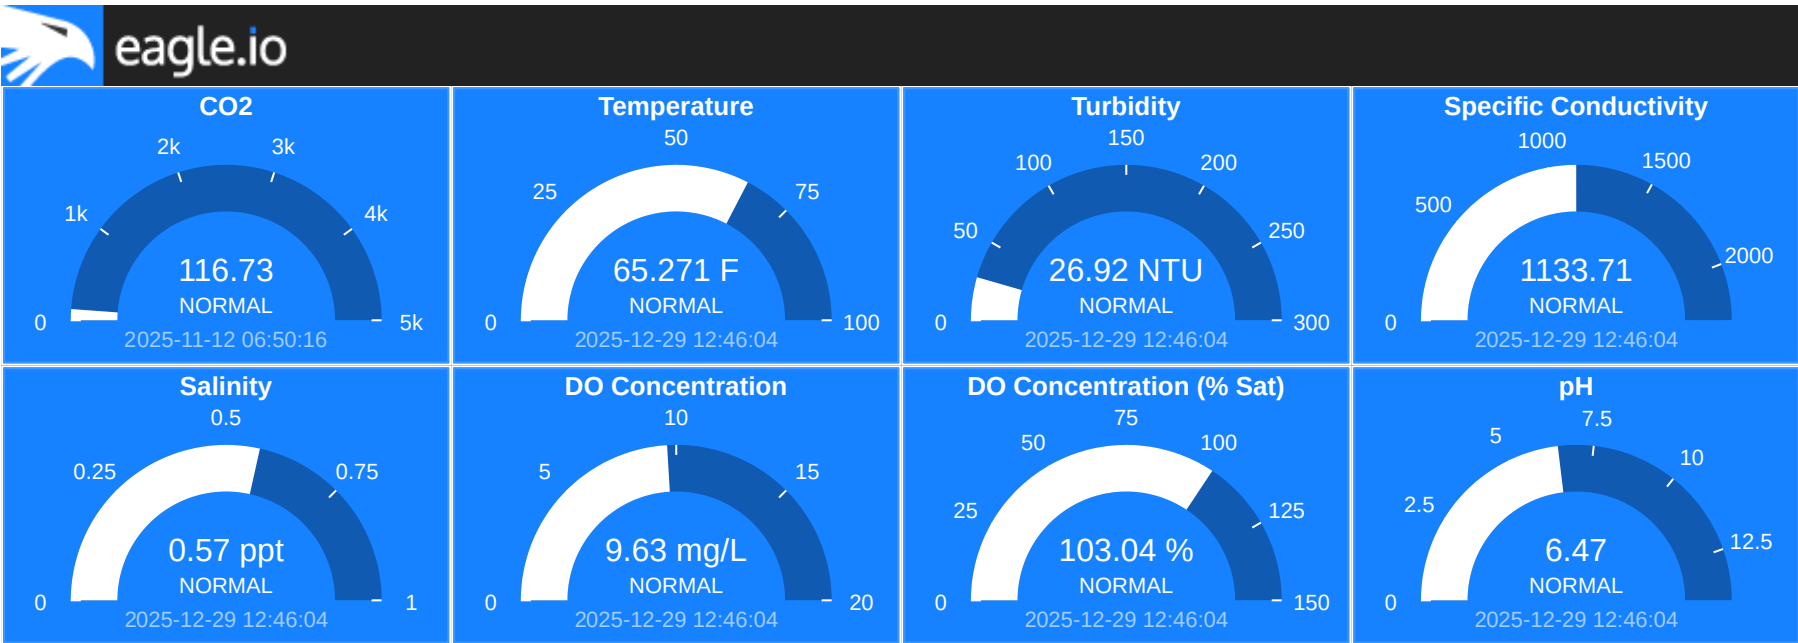 eagle.io
CO2
0
1k
2k
3k
4k
5k
116.73
NORMAL
2025-11-12 06:50:16
Temperature
0
25
50
75
100
65.271 F
NORMAL
2025-12-29 12:46:04
Turbidity
0
50
100
150
200
250
300
26.92 NTU
NORMAL
2025-12-29 12:46:04
Specific Conductivity
0
500
1000
1500
2000
1133.71
NORMAL
2025-12-29 12:46:04
Salinity
0
0.25
0.5
0.75
1
0.57 ppt
NORMAL
2025-12-29 12:46:04
DO Concentration
0
5
10
15
20
9.63 mg/L
NORMAL
2025-12-29 12:46:04
DO Concentration (% Sat)
0
25
50
75
100
125
150
103.04 %
NORMAL
2025-12-29 12:46:04
pH
0
2.5
5
7.5
10
12.5
6.47
NORMAL
2025-12-29 12:46:04